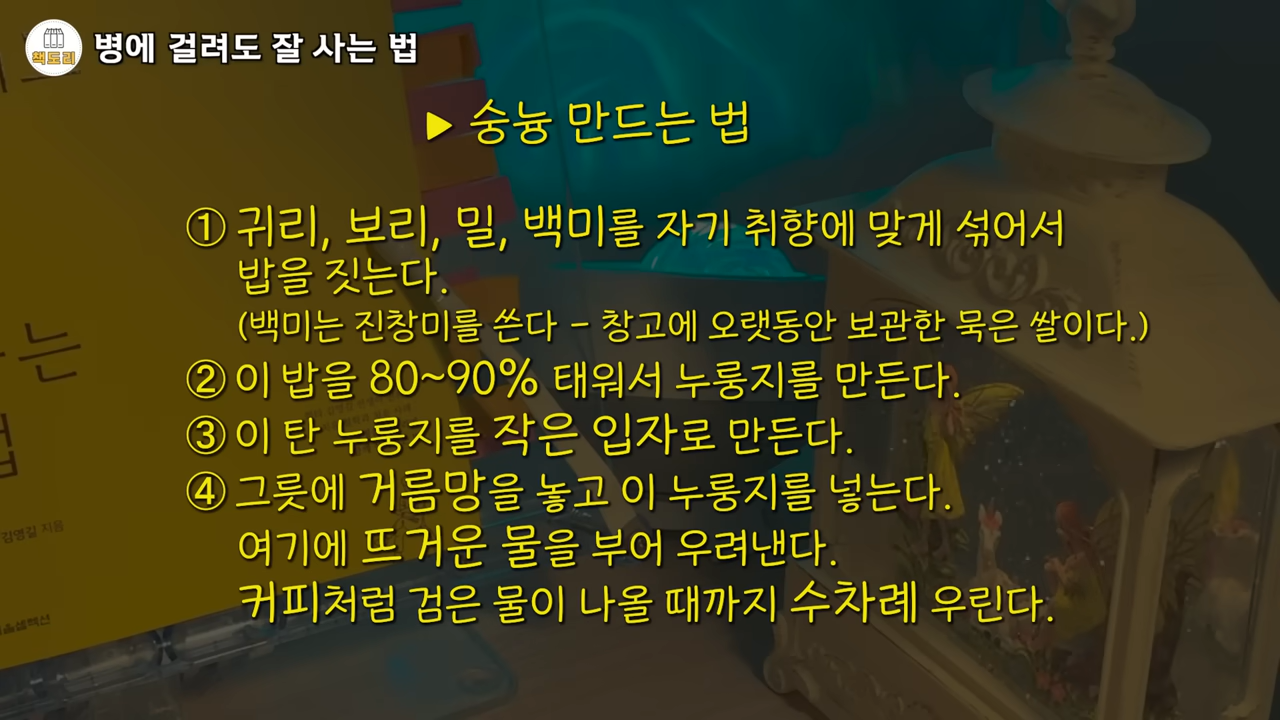 책도리
병에 걸려도 잘 사는 법
▶ 숭늉 만드는 법
① 귀리, 보리, 밀, 백미를 자기 취향에 맞게 섞어서
밥을 짓는다.
(백미는 진창미를 쓴다 - 창고에 오랫동안 보관한 묵은 쌀이다.)
② 이 밥을 80~90% 태워서 누룽지를 만든다.
③ 이 탄 누룽지를 작은 입자로 만든다.
④ 그릇에 거름망을 놓고 이 누룽지를 넣는다.
여기에 뜨거운 물을 부어 우려낸다.
커피처럼 검은 물이 나올 때까지 수차례 우린다.
는
김영길 지음